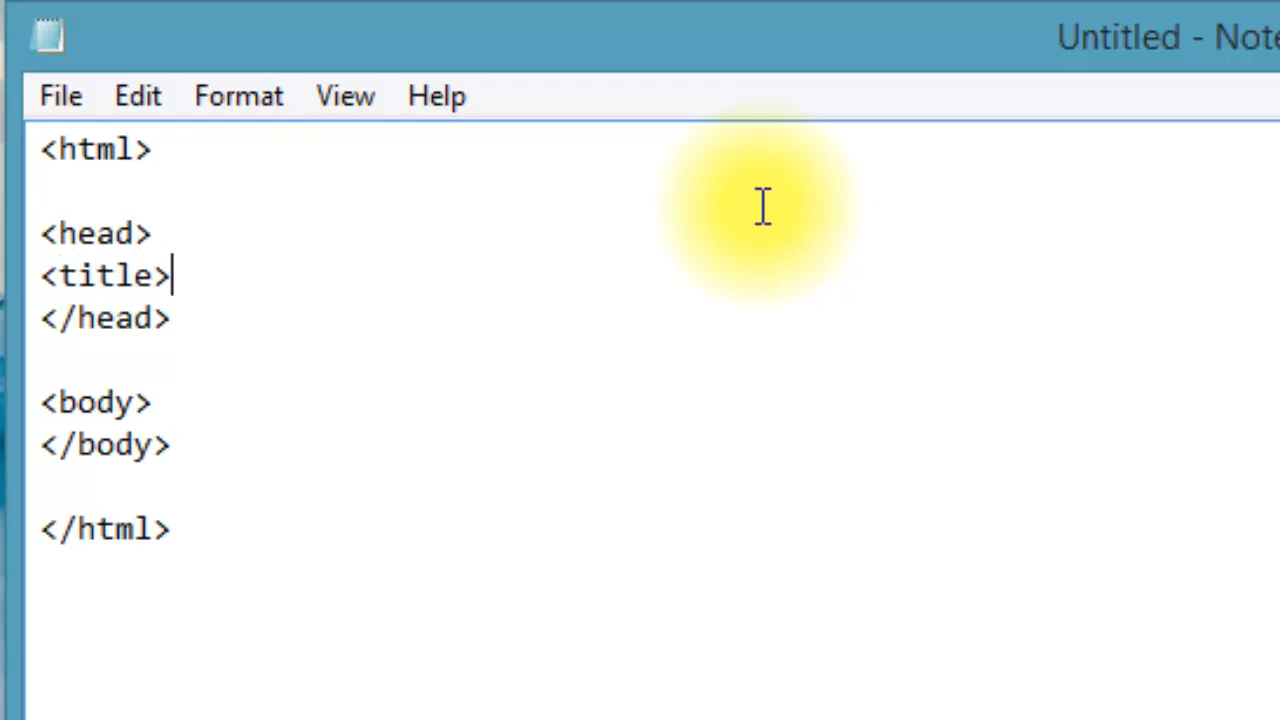 Untitled - Note
File Edit Format View Help
<html>
<head>
<title>
</head>
<body>
</body>
</html>